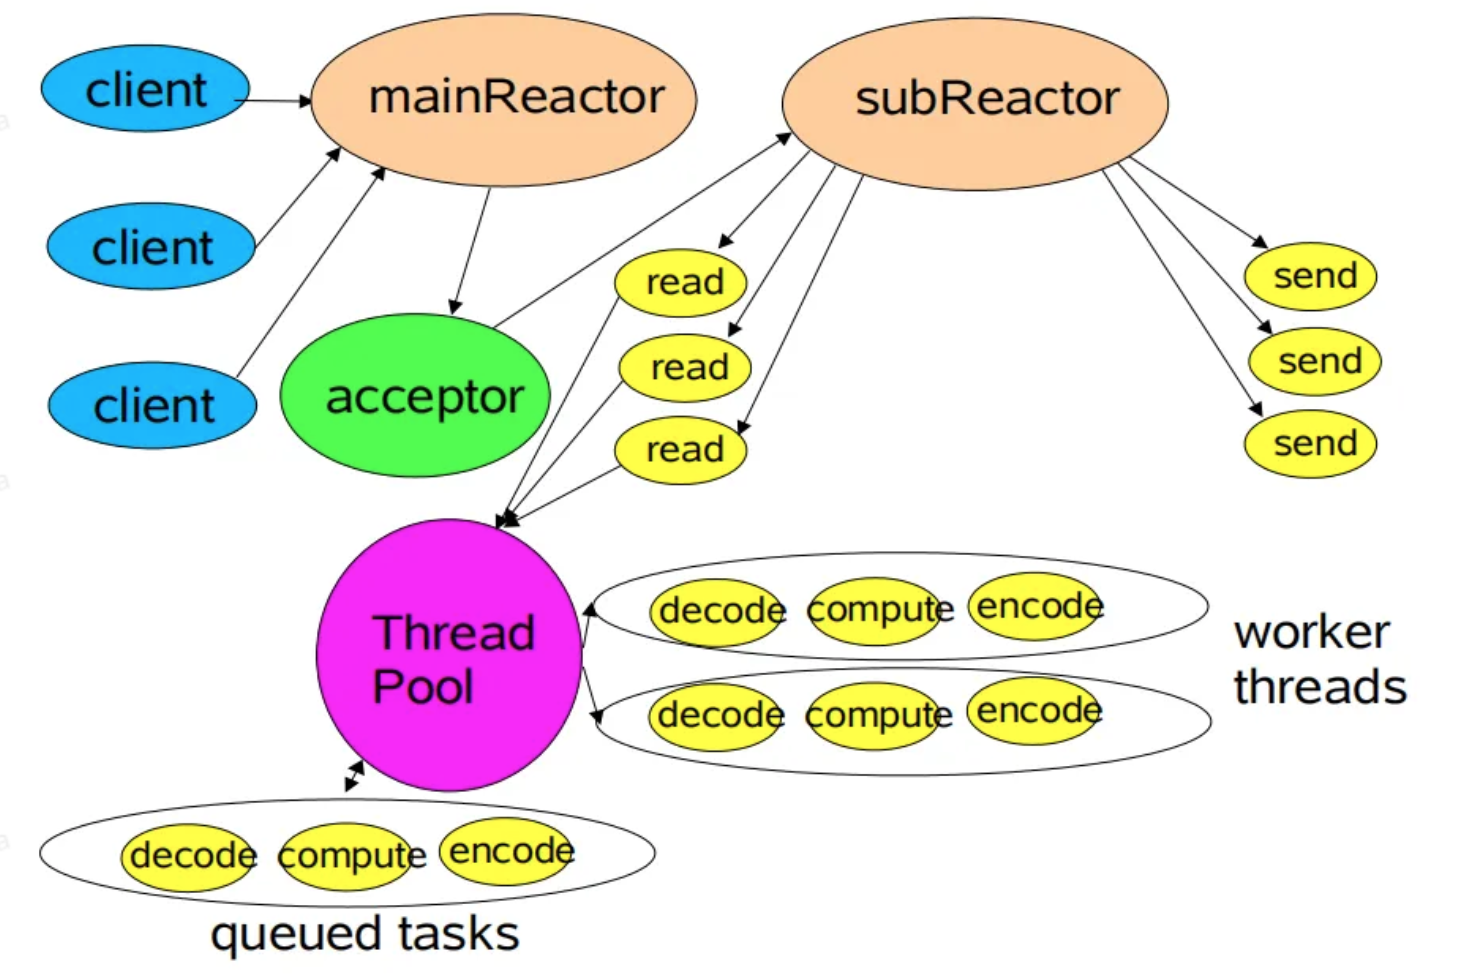 client
mainReactor
subReactor
client
client
acceptor
read
read
read
send
send
send
Thread
Pool
decode compute encode
decode compute encode
worker
threads
decode compute encode
queued tasks